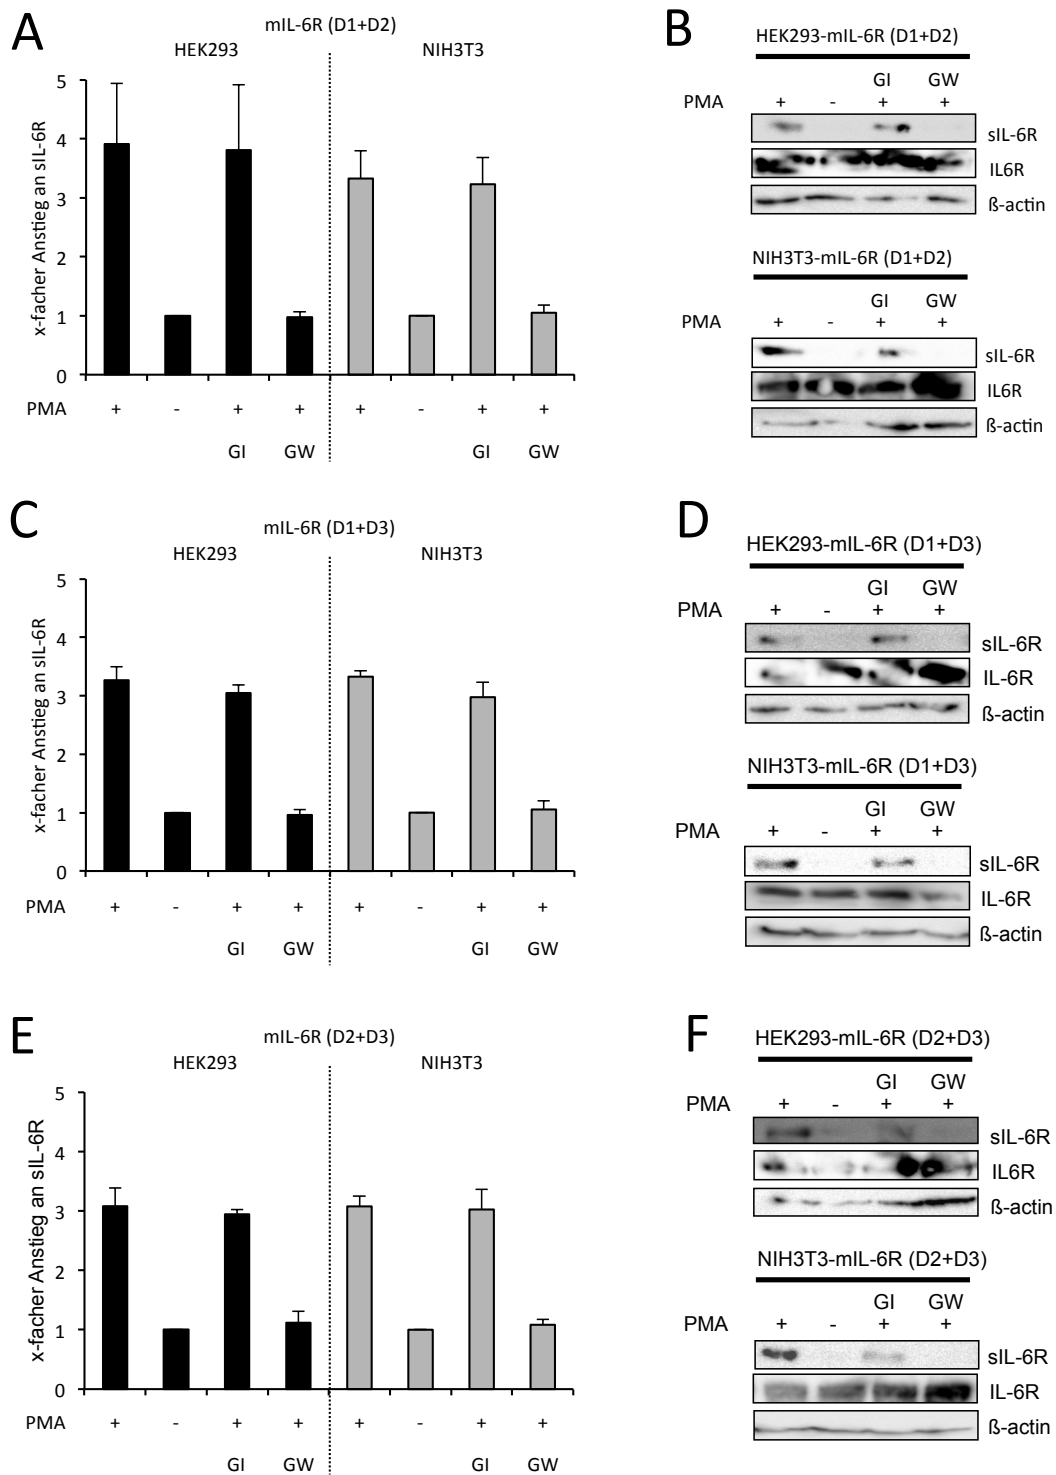 A
mIL-6R (D1+D2)
HEK293
NIH3T3
x-facher Anstieg an sIL-6R
5
4
3
2
1
0
PMA + - + + + - + +
GI GW GI GW
B
HEK293-mIL-6R (D1+D2)
GI GW
PMA + - + +
sIL-6R
IL6R
ß-actin
NIH3T3-mIL-6R (D1+D2)
GI GW
PMA + - + +
sIL-6R
IL6R
ß-actin
C
mIL-6R (D1+D3)
HEK293
NIH3T3
x-facher Anstieg an sIL-6R
5
4
3
2
1
0
PMA + - + + + - + +
GI GW GI GW
D
HEK293-mIL-6R (D1+D3)
GI GW
PMA + - + +
sIL-6R
IL-6R
ß-actin
NIH3T3-mIL-6R (D1+D3)
GI GW
PMA + - + +
sIL-6R
IL-6R
ß-actin
E
mIL-6R (D2+D3)
HEK293
NIH3T3
x-facher Anstieg an sIL-6R
5
4
3
2
1
0
PMA + - + + + - + +
GI GW GI GW
F
HEK293-mIL-6R (D2+D3)
GI GW
PMA + - + +
sIL-6R
IL6R
ß-actin
NIH3T3-mIL-6R (D2+D3)
GI GW
PMA + - + +
sIL-6R
IL-6R
ß-actin